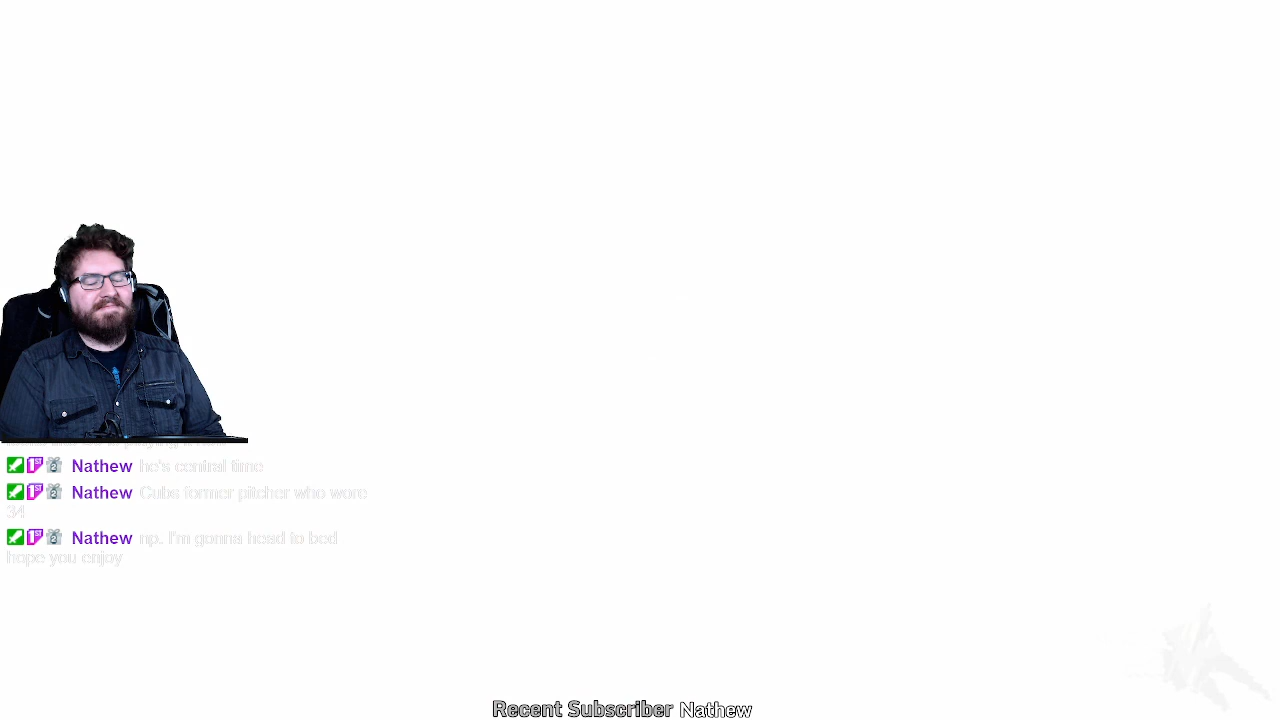 Nathew he's central time
Nathew Cubs former pitcher who wore
34
Nathew np. I'm gonna head to bed
hope you enjoy
Recent Subscriber Nathew